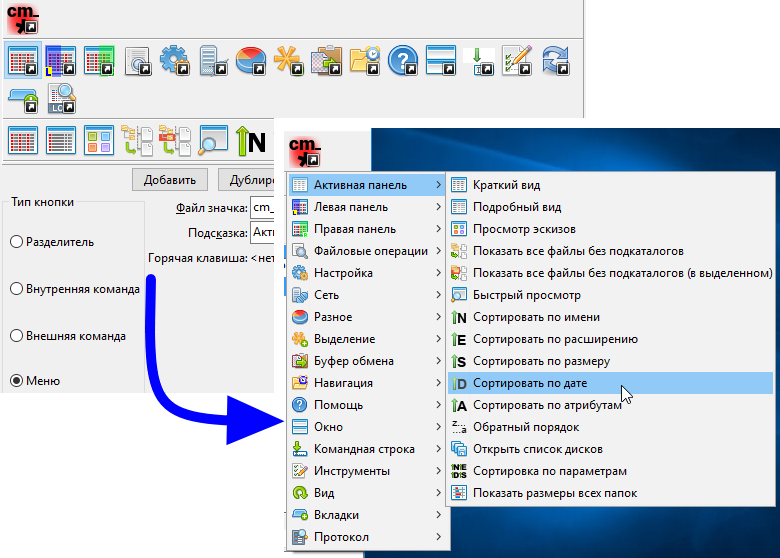 cm_
Добавить
Дублиро
Тип кнопки
Файл значка: cm_
Подсказка: Акти
Горячая клавиша: <нет
Разделитель
Внутренняя команда
Внешняя команда
Меню
cm_
Активная панель
Левая панель
Правая панель
Файловые операции
Настройка
Сеть
Разное
Выделение
Буфер обмена
Навигация
Помощь
Окно
Командная строка
Инструменты
Вид
Вкладки
Протокол
Краткий вид
Подробный вид
Просмотр эскизов
Показать все файлы без подкаталогов
Показать все файлы без подкаталогов (в выделенном)
Быстрый просмотр
Сортировать по имени
Сортировать по расширению
Сортировать по размеру
Сортировать по дате
Сортировать по атрибутам
Обратный порядок
Открыть список дисков
Сортировка по параметрам
Показать размеры всех папок